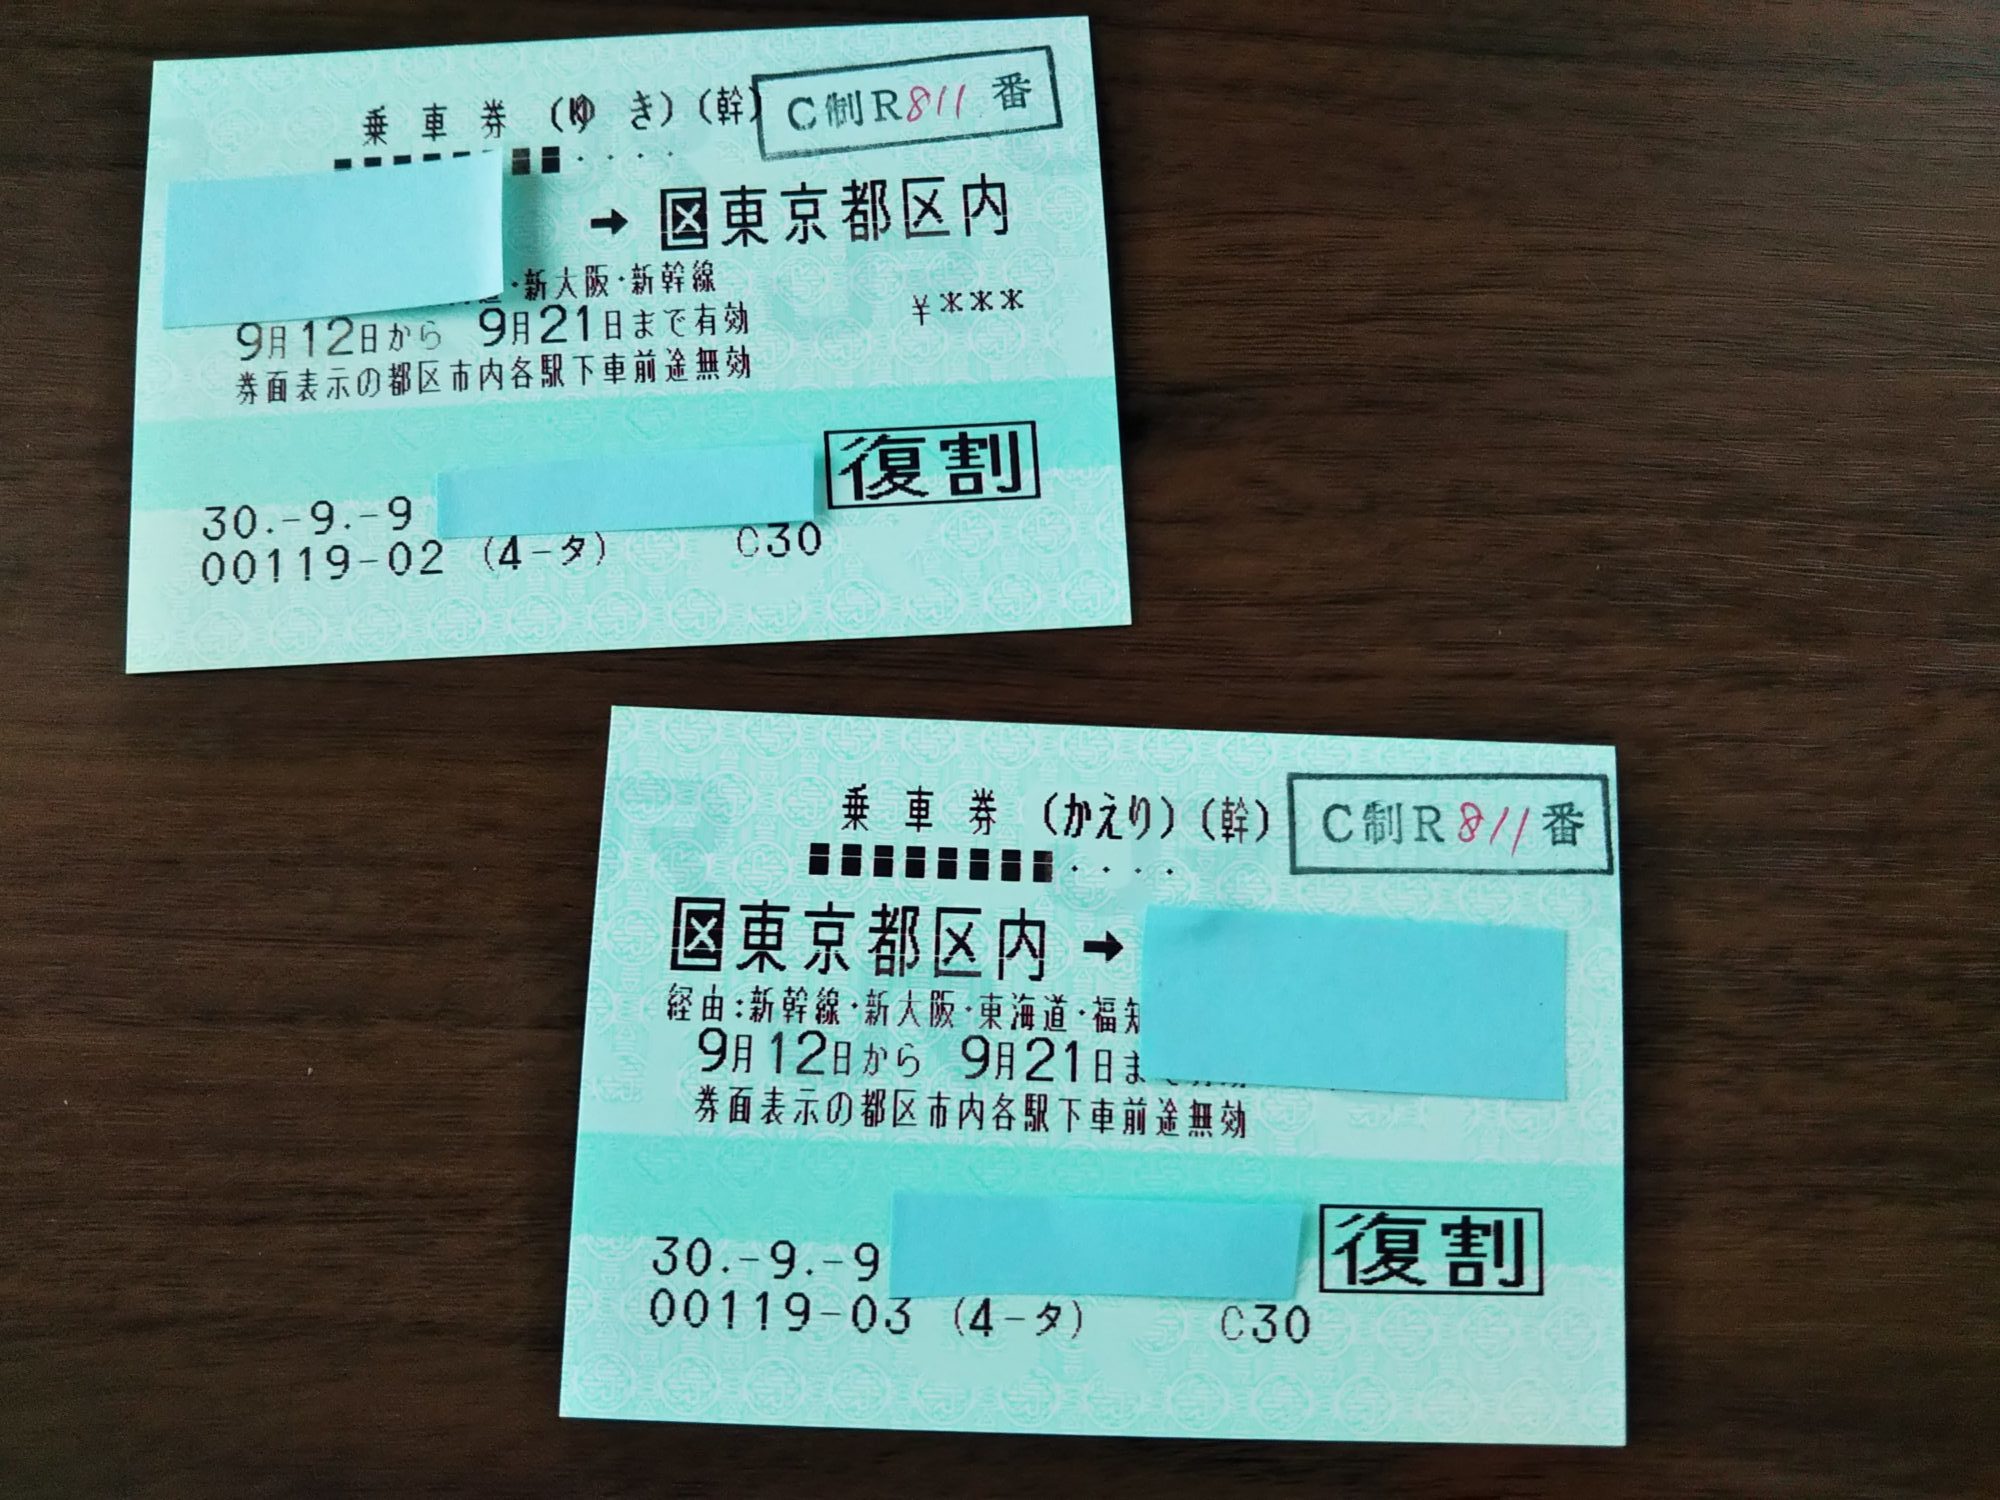 乗車券(ゆき)(幹)
C制R811番
→区東京都区内
・新大阪・新幹線
9月12日から 9月21日まで有効
¥***
券面表示の都区市内各駅下車前途無効
復割
30.-9.-9
00119-02 (4-タ) C30
乗車券(かえり)(幹)
C制R811番
区東京都区内→
経由:新幹線・新大阪・東海道・福知
9月12日から 9月21日ま
券面表示の都区市内各駅下車前途無効
復割
30.-9.-9
00119-03 (4-タ) C30